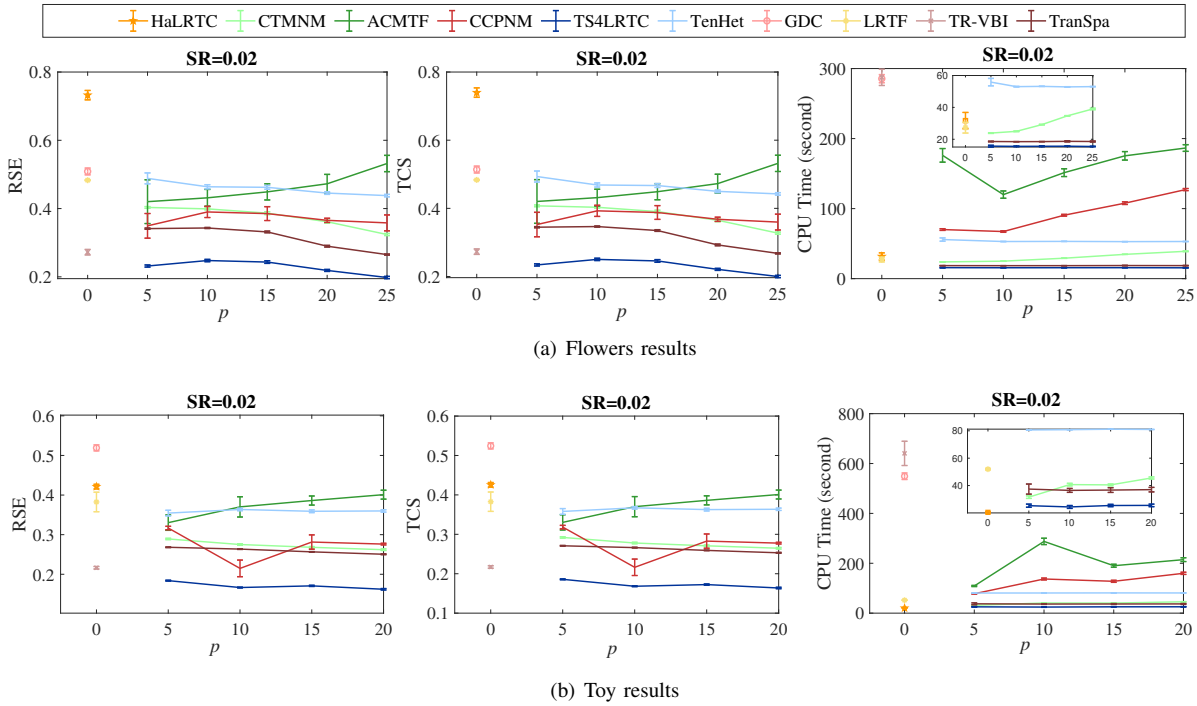 HaLRTC CTMNM ACMTF CCPNM TS4LRTC TenHet GDC LRTF TR-VBI TranSpa
SR=0.02
RSE
0.8
0.6
0.4
0.2
0 5 10 15 20 25
p
SR=0.02
TCS
0.8
0.6
0.4
0.2
0 5 10 15 20 25
p
SR=0.02
CPU Time (second)
300
200
100
0
0 5 10 15 20 25
p
60
40
20
0 5 10 15 20 25
(a) Flowers results
SR=0.02
RSE
0.6
0.5
0.4
0.3
0.2
0.1
0 5 10 15 20
p
SR=0.02
TCS
0.6
0.5
0.4
0.3
0.2
0.1
0 5 10 15 20
p
SR=0.02
CPU Time (second)
800
600
400
200
0
0 5 10 15 20
p
80
60
40
0 5 10 15 20
(b) Toy results